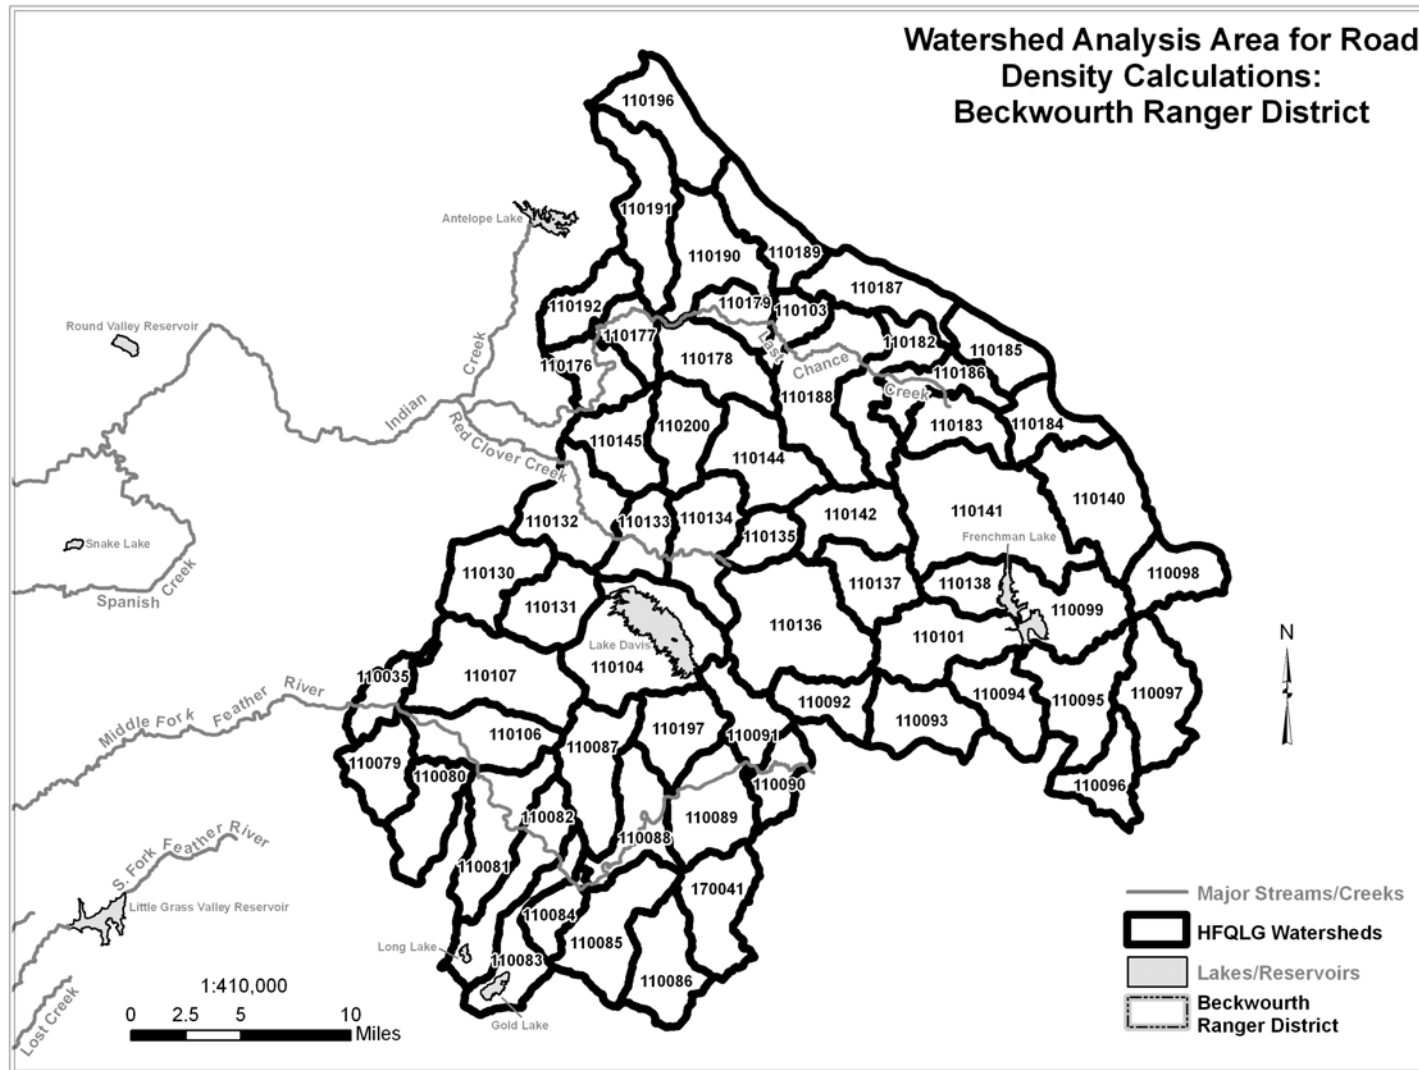 Watershed Analysis Area for Road
Density Calculations:
Beckwourth Ranger District
110196
110191
Antelope Lake
110190
110189
110187
110192
110179
110103
Round Valley Reservoir
110177
110182
110185
Creek
110176
110178
Last
Chance
Creek
110186
110188
Indian
110183
110184
110145
110200
Red Clover Creek
110144
110140
110141
110132
110133
110134
110142
110135
Frenchman Lake
Snake Lake
110130
110098
110137
110138
Spanish
Creek
110131
110099
110136
110101
Lake Davis
110104
110107
110035
Middle Fork
Feather
River
110094
110097
110092
110095
110093
110197
110106
110091
110087
110079
110080
110090
110096
110082
110089
110088
S. Fork Feather River
110081
170041
Little Grass Valley Reservoir
110084
110085
Long Lake
110083
110086
Gold Lake
Lost Creek
1:410,000
0 2.5 5 10
Miles
N
Major Streams/Creeks
HFQLG Watersheds
Lakes/Reservoirs
Beckwourth
Ranger District